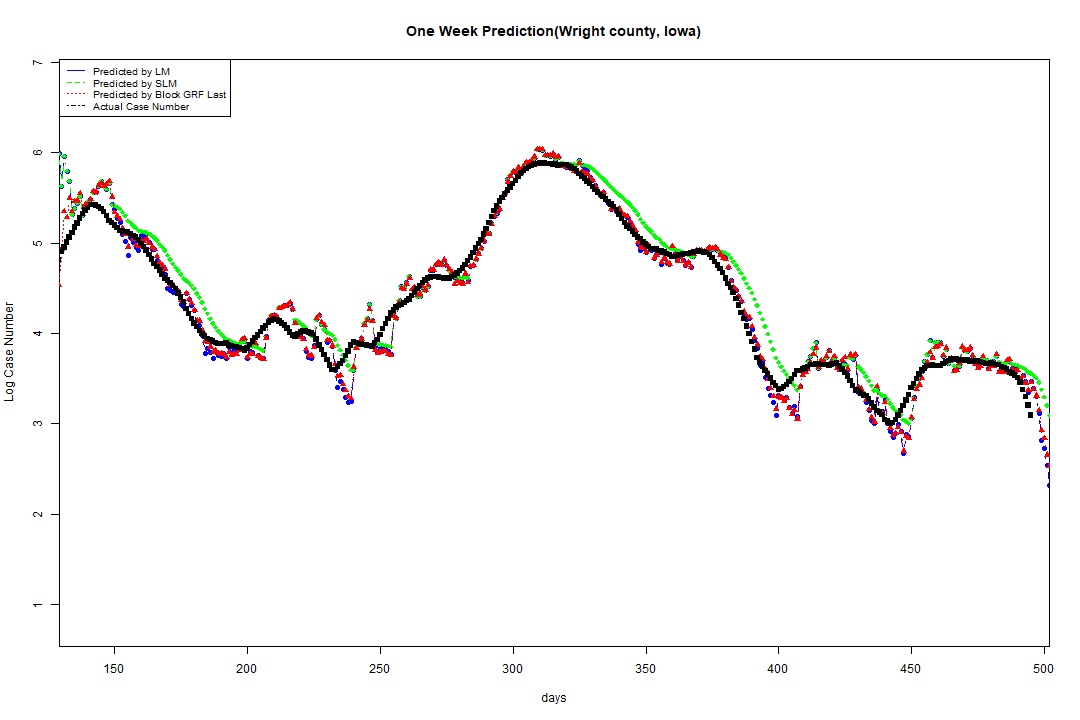 One Week Prediction(Wright county, Iowa)
Predicted by LM
Predicted by SLM
Predicted by Block GRF Last
Actual Case Number
Log Case Number
7
6
5
4
3
2
1
150 200 250 300 350 400 450 500
days